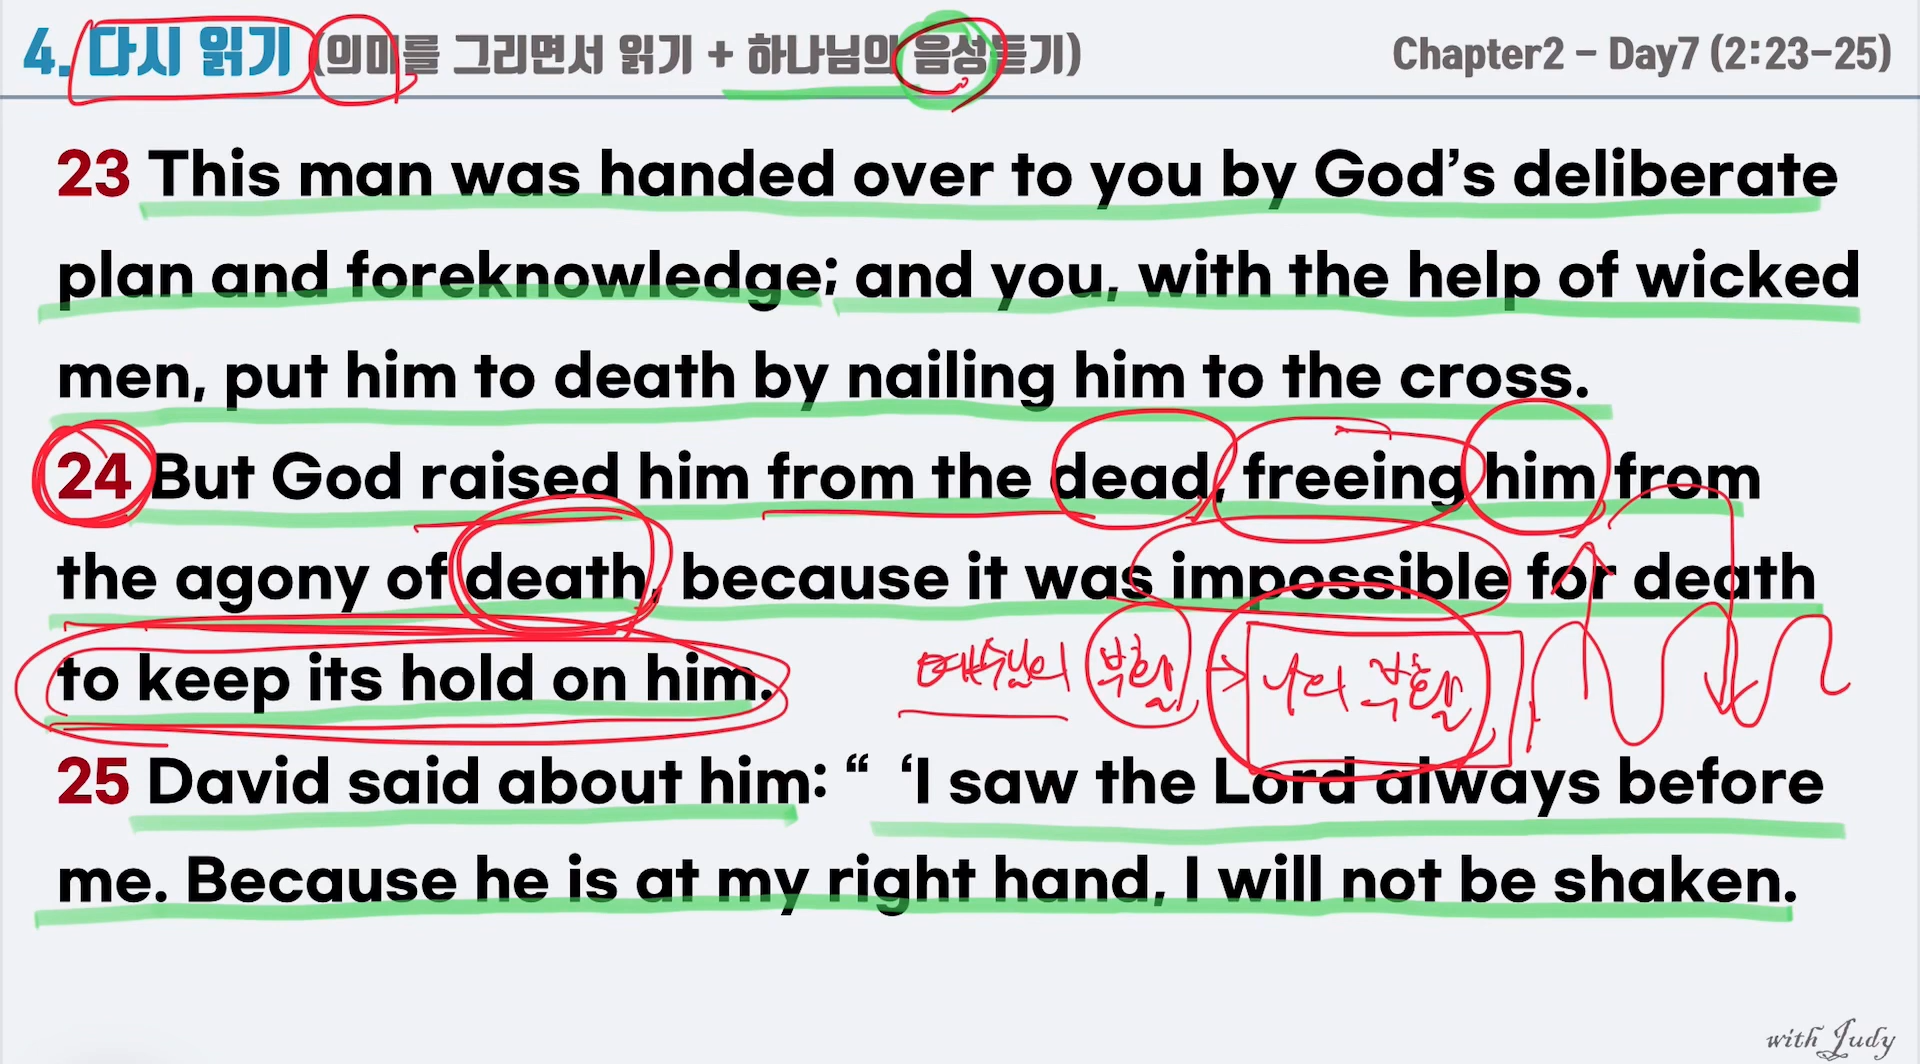 4. 다시 읽기 (의미를 그리면서 읽기 + 하나님의 음성듣기)
Chapter2 - Day7 (2:23-25)
23 This man was handed over to you by God’s deliberate
plan and foreknowledge; and you, with the help of wicked
men, put him to death by nailing him to the cross.
24 But God raised him from the dead, freeing him from
the agony of death, because it was impossible for death
to keep its hold on him.
예수님의 부활 → 나의 부활
25 David said about him: “ ‘I saw the Lord always before
me. Because he is at my right hand, I will not be shaken.
with Judy